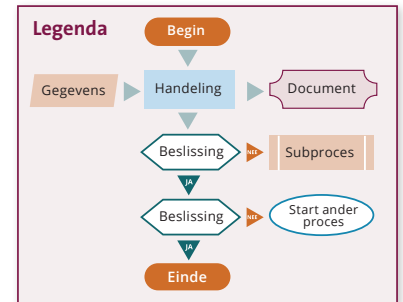 Legenda
Begin
Gegevens
Handeling
Document
Beslissing
NEE
Subproces
JA
Beslissing
NEE
Start ander
proces
JA
Einde